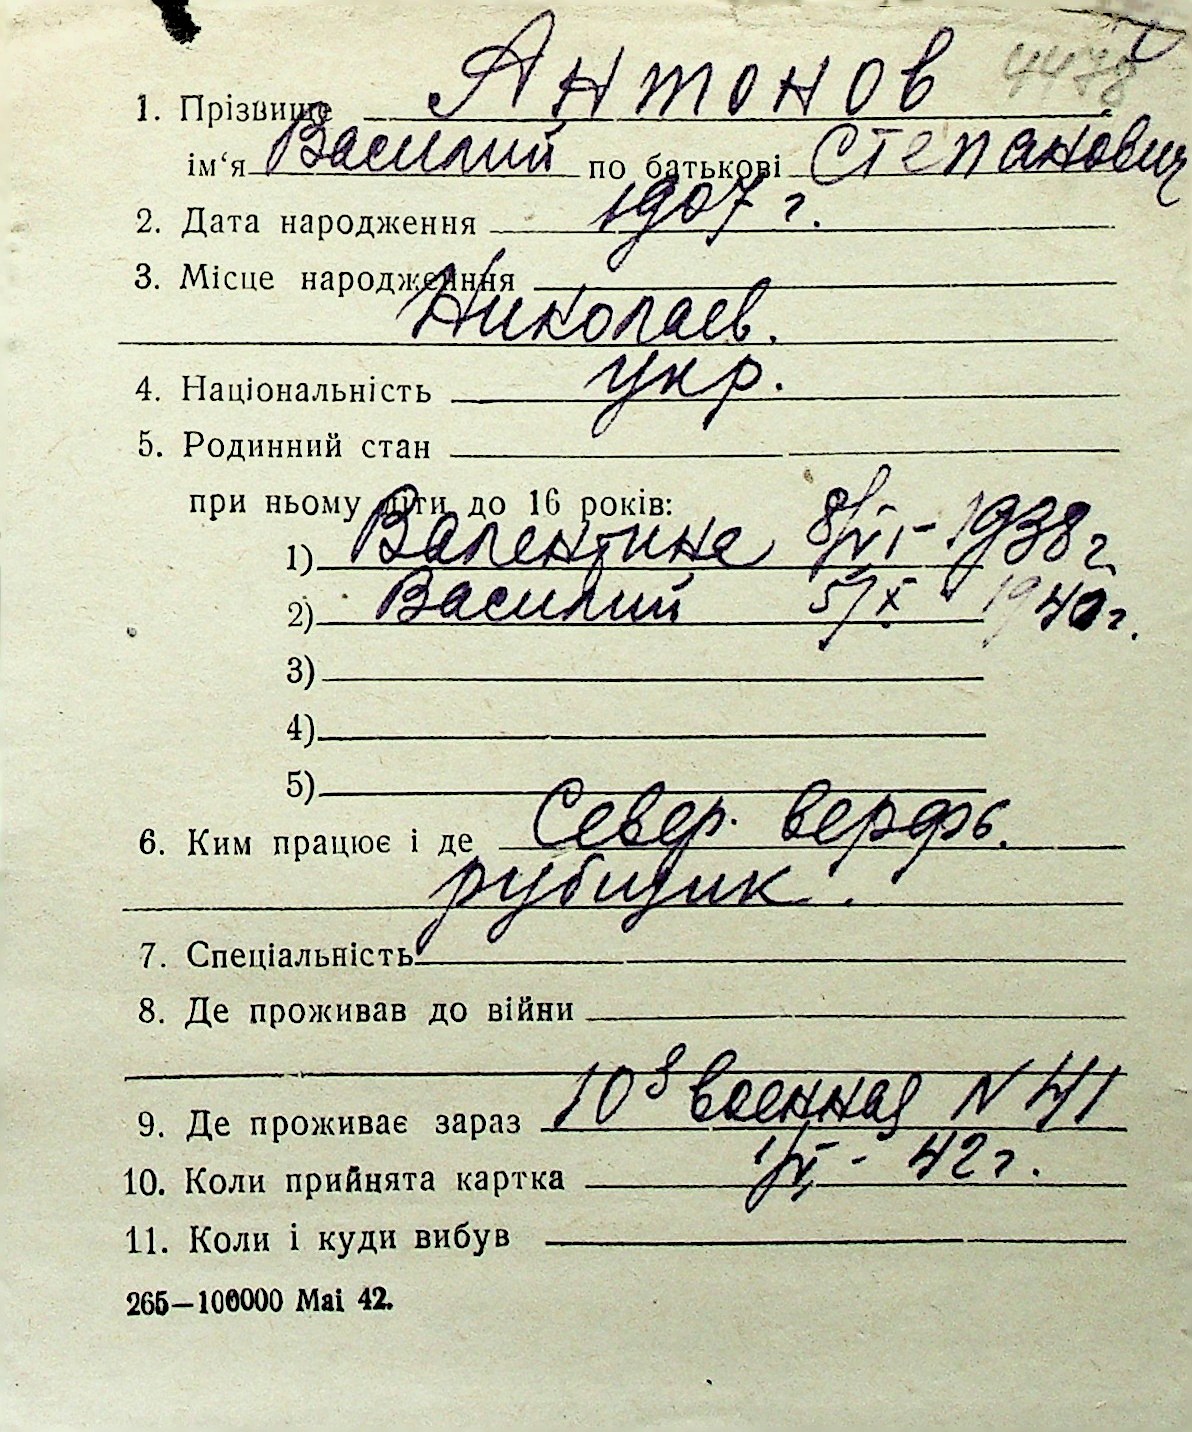 4478
1. Прізвище Антонов
ім‘я Василий по батькові Степанович
2. Дата народження 1907 г.
3. Місце народження
Николаев.
4. Національність укр.
5. Родинний стан
при ньому діти до 16 років:
1) Валентина 8/VI - 1938 г
2) Василий 5/X 1940 г.
3)
4)
5)
6. Ким працює і де Север. верфь.
рубщик.
7. Спеціальність
8. Де проживав до війни
9. Де проживає зараз 10я военная N 41
10. Коли прийнята картка 1/VI - 42 г.
11. Коли і куди вибув
265—100000 Mai 42.